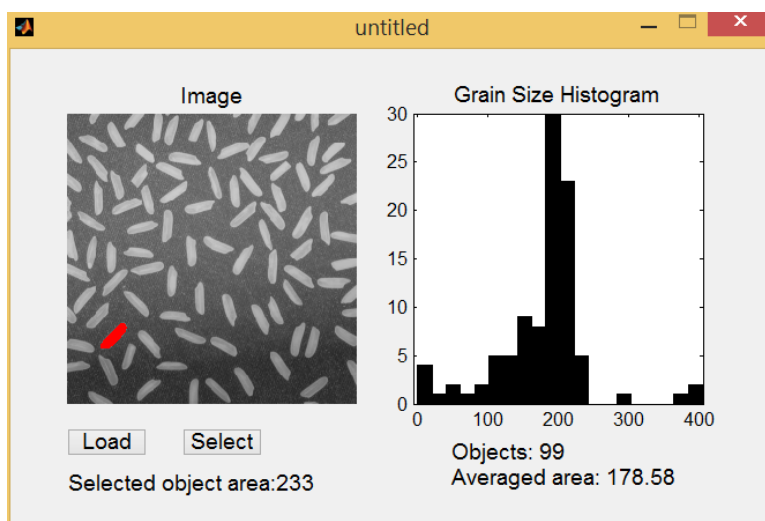 untitled
Image
Grain Size Histogram
30
25
20
15
10
5
0
0 100 200 300 400
Load Select
Selected object area:233
Objects: 99
Averaged area: 178.58